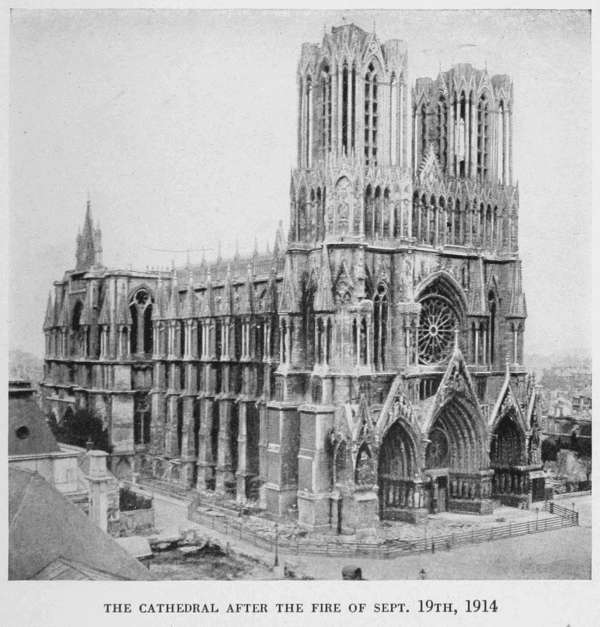 THE CATHEDRAL AFTER THE FIRE OF SEPT. 19TH, 1914